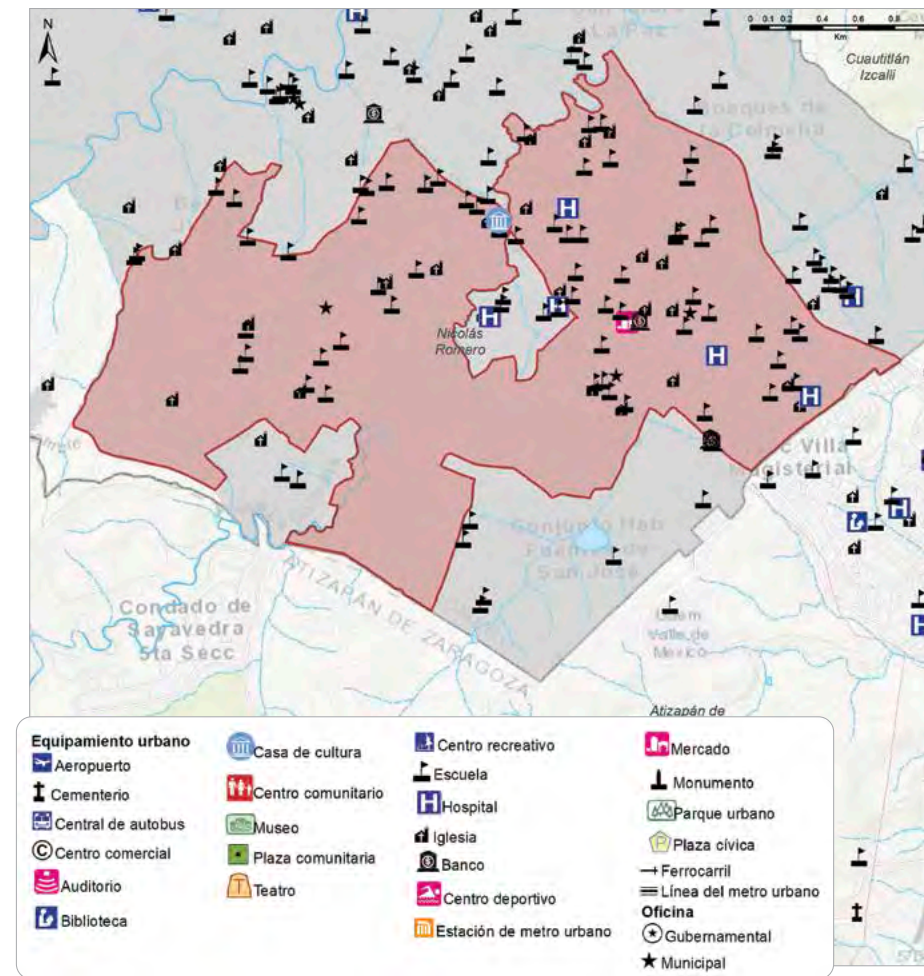 N
La Paz
0 0.1 0.2 0.4 0.6 0.8
Km
Cuautitlán
Izcalli
Bosques de
la Colmena
Nicolás
Romero
Villa
Magisterial
Conjunto Hab
Fuentes de
San José
ATIZAPÁN DE ZARAGOZA
Condado de
Sayavedra
5ta Secc
Valle de
Mexico
Atizapán de
Equipamiento urbano
Aeropuerto
Cementerio
Central de autobus
Centro comercial
Auditorio
Biblioteca
Casa de cultura
Centro comunitario
Museo
Plaza comunitaria
Teatro
Centro recreativo
Escuela
Hospital
Iglesia
Banco
Centro deportivo
Estación de metro urbano
Mercado
Monumento
Parque urbano
Plaza cívica
Ferrocarril
Línea del metro urbano
Oficina
Gubernamental
Municipal